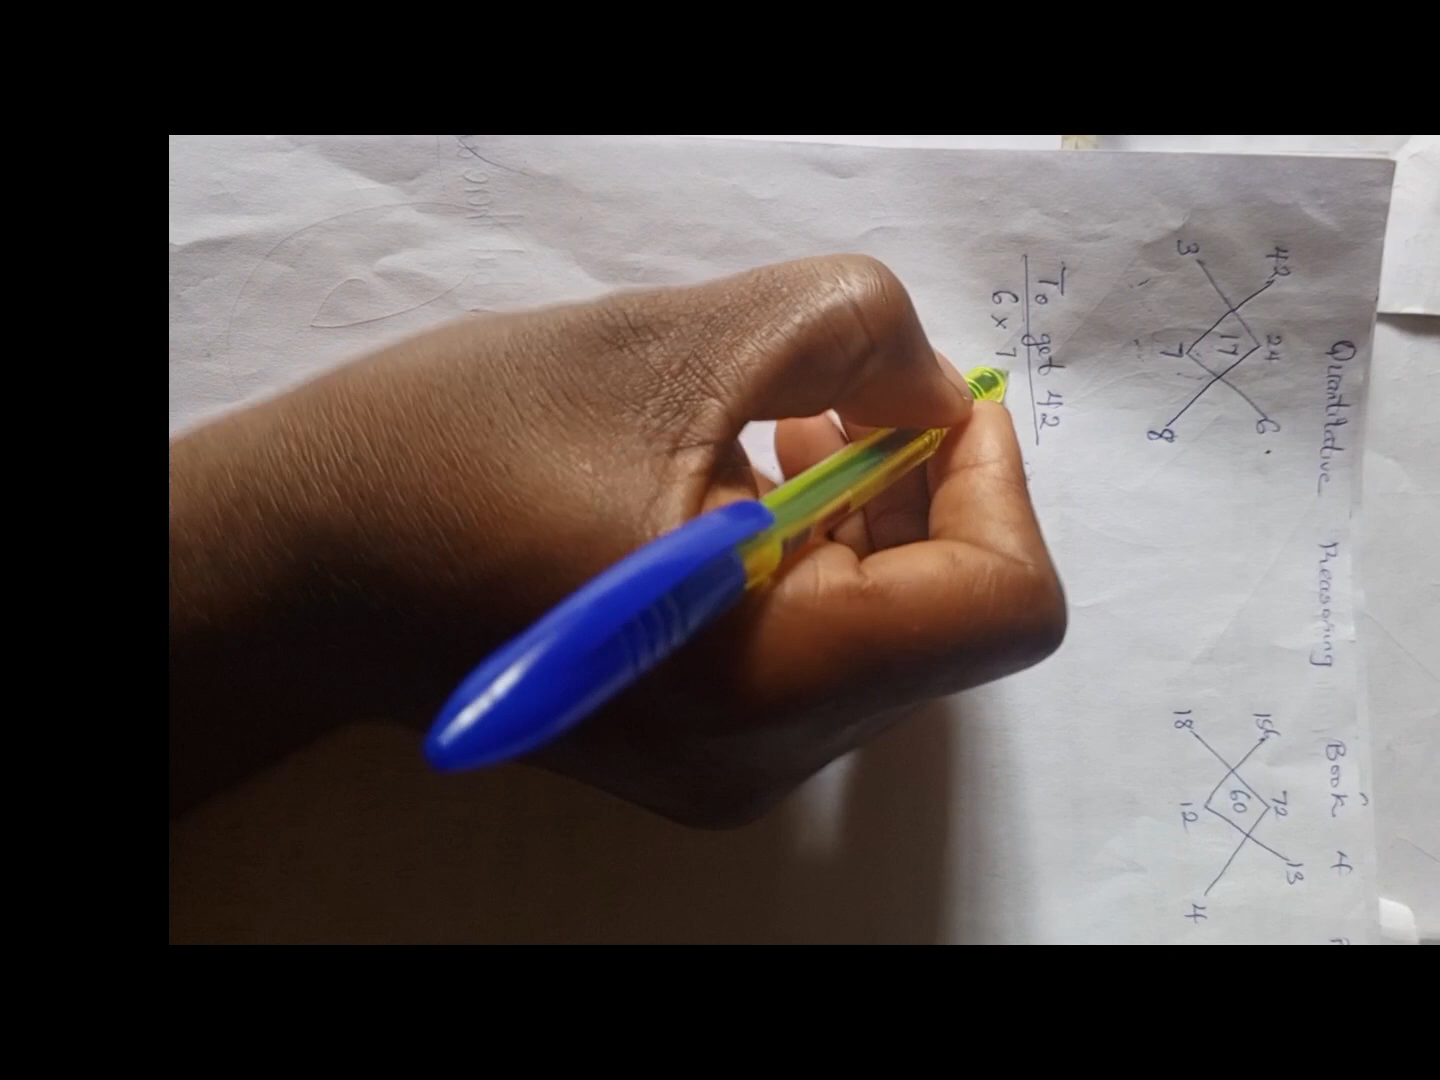 Quantitative Reasoning Book 4 P
42 24 6
17
3 7 8
156 72 13
60
18 12 4
To get 42
6 x 7